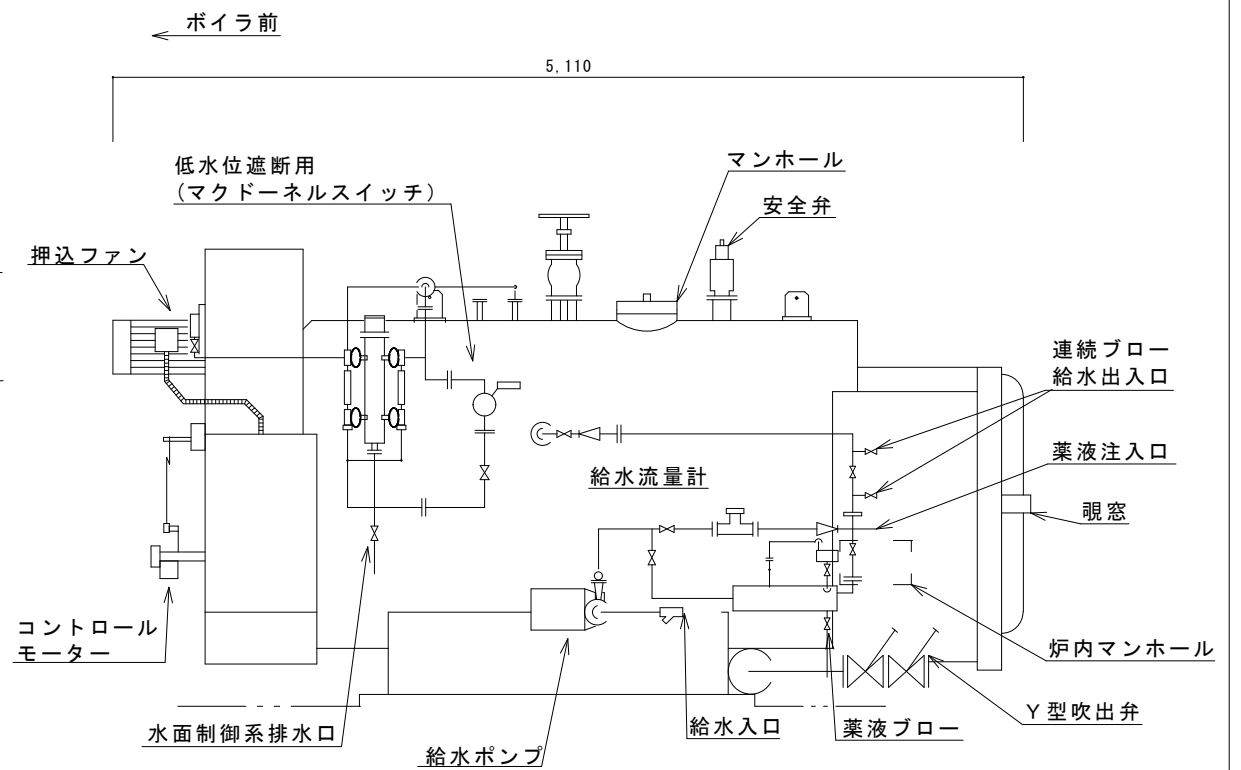 ボイラ前
5,110
低水位遮断用
(マクドーネルスイッチ)
マンホール
安全弁
押込ファン
連続ブロー
給水出入口
薬液注入口
給水流量計
覗窓
コントロール
モーター
炉内マンホール
水面制御系排水口
給水ポンプ
給水入口
薬液ブロー
Y型吹出弁